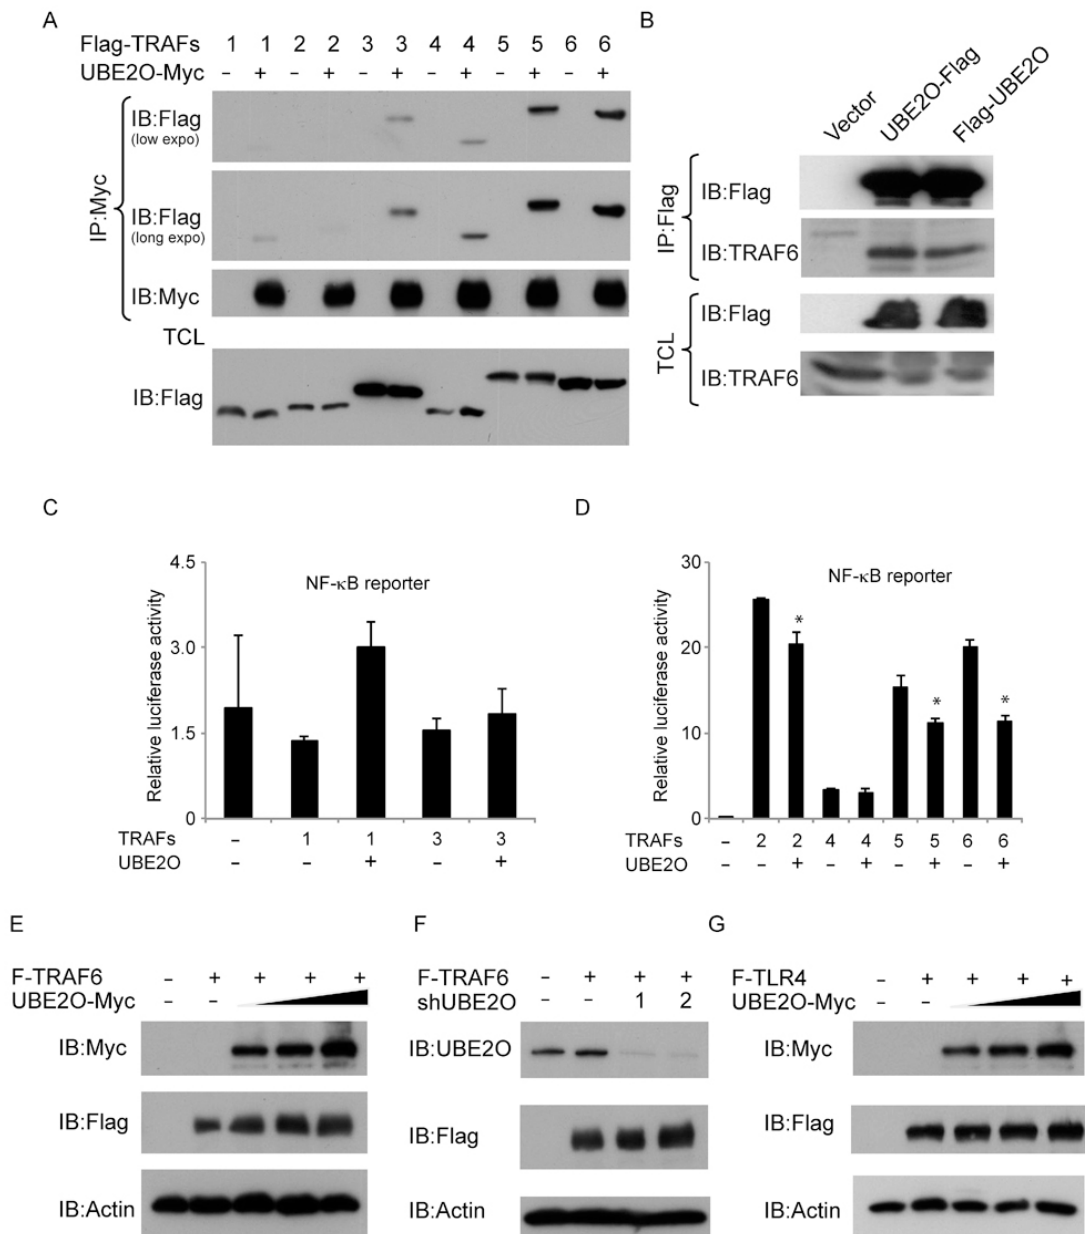 A
Flag-TRAFs 1 1 2 2 3 3 4 4 5 5 6 6
UBE2O-Myc – + – + – + – + – + – +
IP:Myc
IB:Flag
(low expo)
IB:Flag
(long expo)
IB:Myc
TCL
IB:Flag
B
Vector
UBE2O-Flag
Flag-UBE2O
IP:Flag
IB:Flag
IB:TRAF6
TCL
IB:Flag
IB:TRAF6
C
NF-κB reporter
Relative luciferase activity
4.5
3.0
1.5
0
TRAFs – 1 1 3 3
UBE2O – – + – +
D
NF-κB reporter
Relative luciferase activity
30
20
10
0
* * *
TRAFs – 2 2 4 4 5 5 6 6
UBE2O – – + – + – + – +
E
F-TRAF6 – + + + +
UBE2O-Myc – –
IB:Myc
IB:Flag
IB:Actin
F
F-TRAF6 – + + +
shUBE2O – – 1 2
IB:UBE2O
IB:Flag
IB:Actin
G
F-TLR4 – + + + +
UBE2O-Myc – –
IB:Myc
IB:Flag
IB:Actin